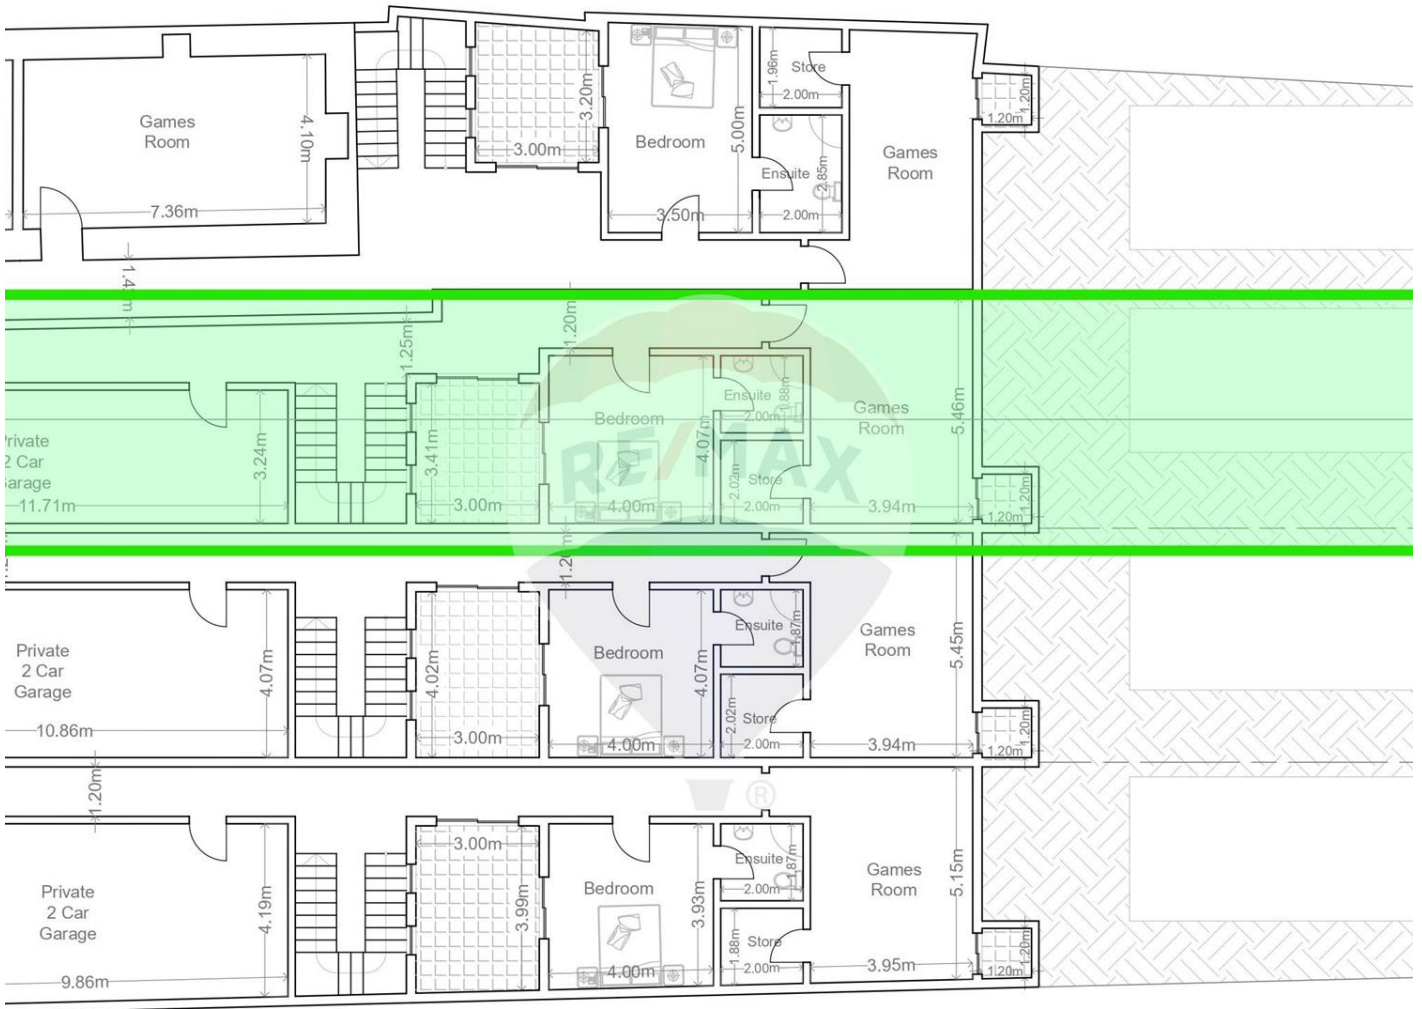 Games
Room
4.10m
7.36m
3.20m
3.00m
Bedroom
5.00m
3.50m
1.96m
Store
2.00m
Ensuite
2.85m
2.00m
Games
Room
1.20m
1.20m
1.20m
1.25m
Private
2 Car
Garage
11.71m
3.24m
3.41m
3.00m
Bedroom
4.07m
4.00m
Ensuite
1.88m
2.00m
2.02m
Store
2.00m
Games
Room
5.46m
3.94m
1.20m
1.20m
RE/MAX
Private
2 Car
Garage
10.86m
4.07m
4.02m
3.00m
Bedroom
4.07m
4.00m
Ensuite
1.87m
2.02m
Store
2.00m
Games
Room
5.45m
3.94m
1.20m
1.20m
®
1.20m
Private
2 Car
Garage
9.86m
4.19m
3.00m
3.99m
Bedroom
3.93m
4.00m
Ensuite
1.87m
2.00m
1.88m
Store
2.00m
Games
Room
5.15m
3.95m
1.20m
1.20m